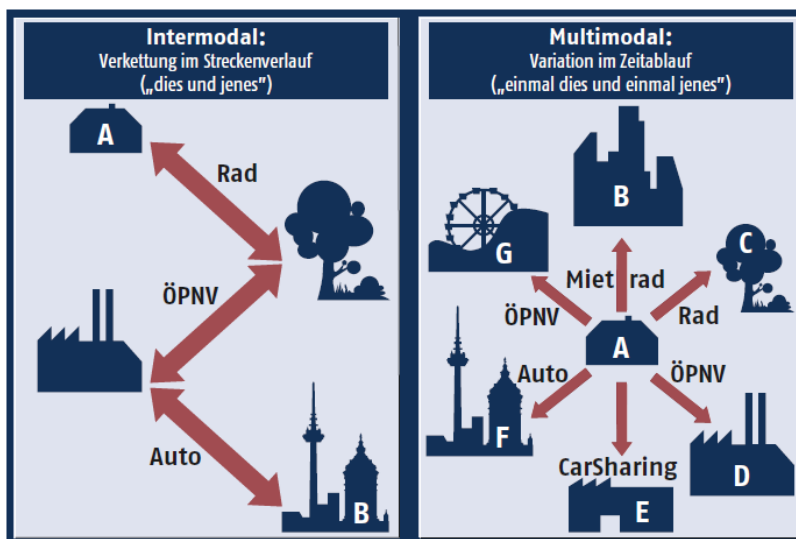 Intermodal:
Verkettung im Streckenverlauf
(„dies und jenes”)
A
Rad
ÖPNV
Auto
B
Multimodal:
Variation im Zeitablauf
(„einmal dies und einmal jenes”)
B
G
C
Mietrad
ÖPNV
Rad
A
Auto
ÖPNV
F
D
CarSharing
E